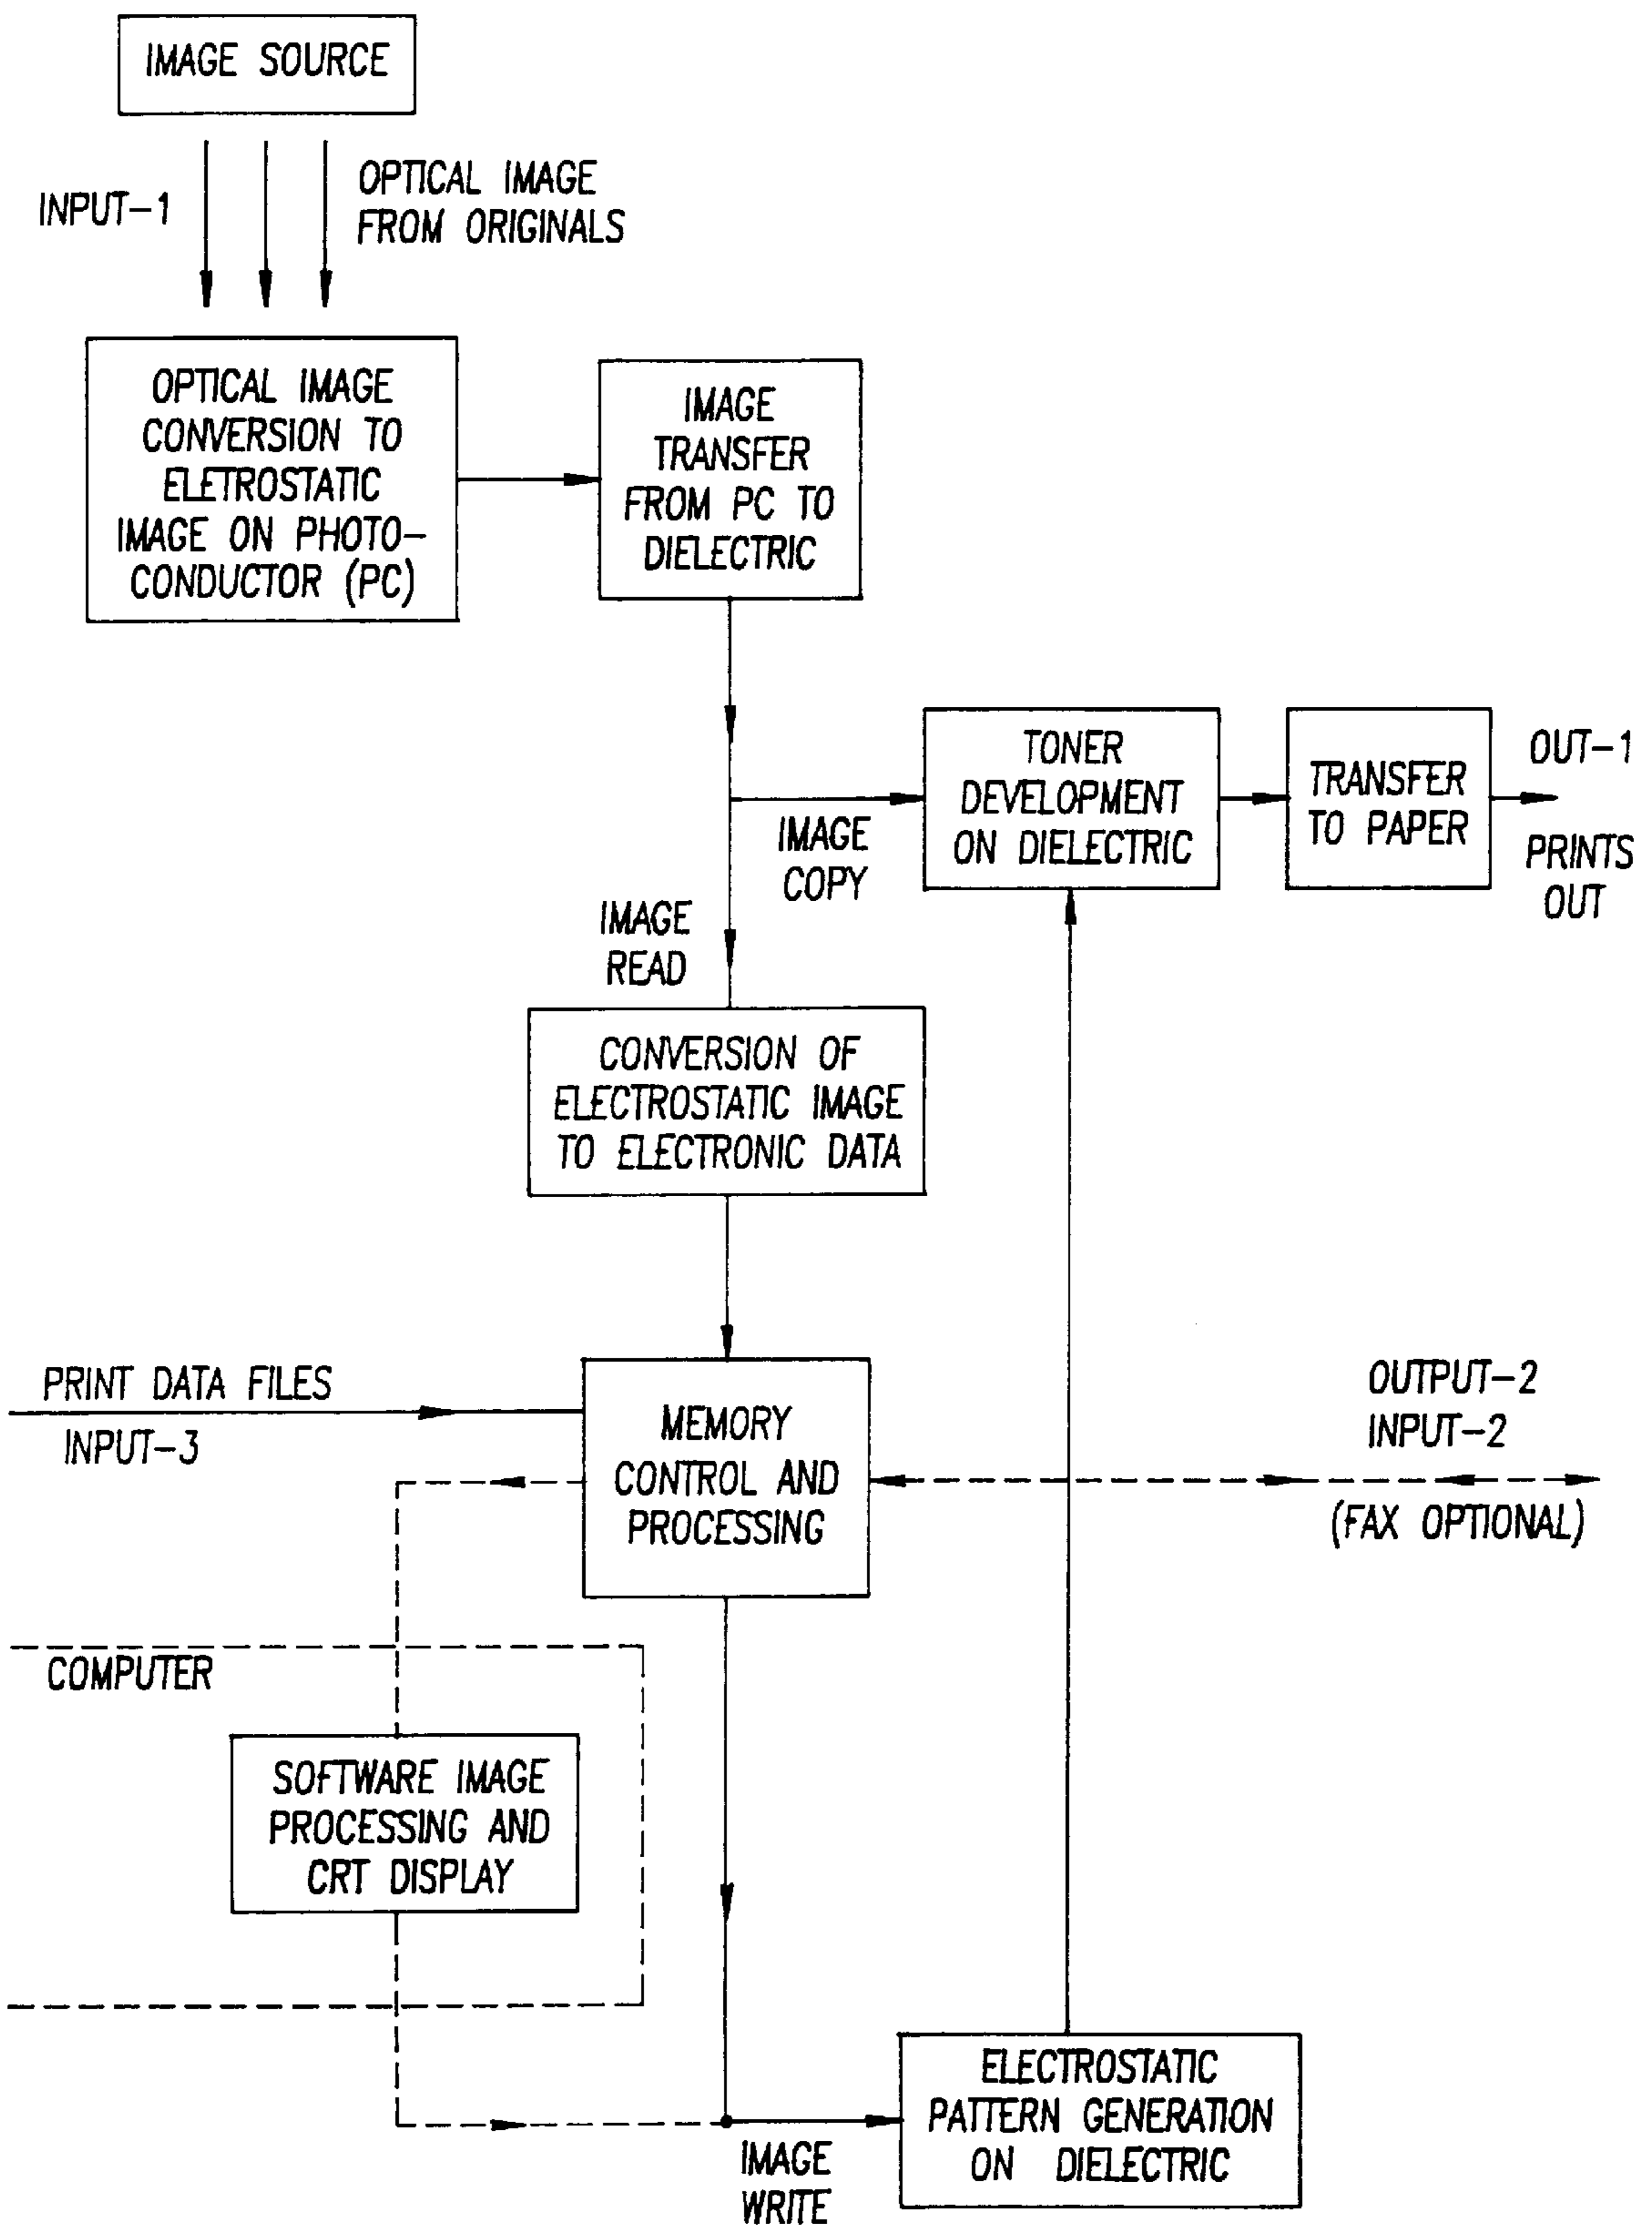 IMAGE SOURCE
INPUT-1
OPTICAL IMAGE
FROM ORIGINALS
OPTICAL IMAGE
CONVERSION TO
ELETROSTATIC
IMAGE ON PHOTO-
CONDUCTOR (PC)
IMAGE
TRANSFER
FROM PC TO
DIELECTRIC
TONER
DEVELOPMENT
ON DIELECTRIC
TRANSFER
TO PAPER
OUT-1
PRINTS
OUT
IMAGE
COPY
IMAGE
READ
CONVERSION OF
ELECTROSTATIC IMAGE
TO ELECTRONIC DATA
PRINT DATA FILES
INPUT-3
MEMORY
CONTROL AND
PROCESSING
OUTPUT-2
INPUT-2
(FAX OPTIONAL)
COMPUTER
SOFTWARE IMAGE
PROCESSING AND
CRT DISPLAY
ELECTROSTATIC
PATTERN GENERATION
ON DIELECTRIC
IMAGE
WRITE